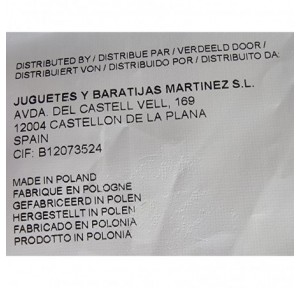 DISTRIBUTED BY / DISTRIBUE PAR / VERDEELD DOOR /
DISTRIBUIERT VON / DISTRIBUIDO POR / DISTRIBUITO DA:
JUGUETES Y BARATIJAS MARTINEZ S.L.
AVDA. DEL CASTELL VELL, 169
12004 CASTELLON DE LA PLANA
SPAIN
CIF: B12073524
MADE IN POLAND
FABRIQUE EN POLOGNE
GEFABRICEERD IN POLEN
HERGESTELLT IN POLEN
FABRICADO EN POLONIA
PRODOTTO IN POLONIA